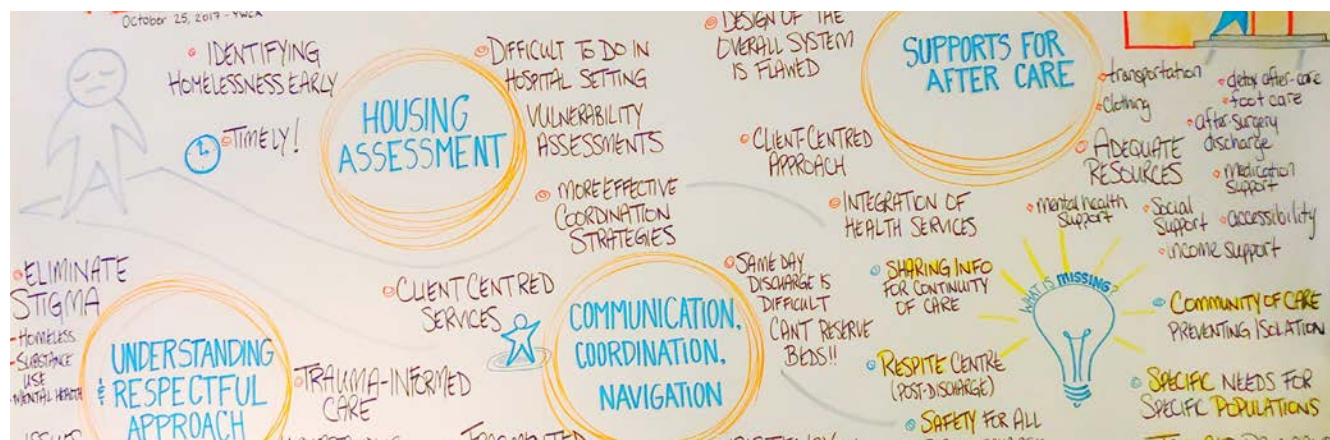 October 25, 2017 - YWCA
IDENTIFYING
HOMELESSNESS EARLY
TIMELY!
HOUSING
ASSESSMENT
DIFFICULT TO DO IN
HOSPITAL SETTING
VULNERABILITY
ASSESSMENTS
MORE EFFECTIVE
COORDINATION
STRATEGIES
DESIGN OF THE
OVERALL SYSTEM
IS FLAWED
CLIENT-CENTRED
APPROACH
INTEGRATION OF
HEALTH SERVICES
SUPPORTS FOR
AFTER CARE
transportation
clothing
ADEQUATE
RESOURCES
detox after-care
foot care
after-surgery
discharge
medication
support
mental health
support
Social
Support
accessibility
income support
ELIMINATE
STIGMA
- HOMELESS
- SUBSTANCE
USE
- MENTAL HEALTH
UNDERSTANDING
& RESPECTFUL
APPROACH
TRAUMA-INFORMED
CARE
CLIENT CENTRED
SERVICES
COMMUNICATION,
COORDINATION,
NAVIGATION
SAME DAY
DISCHARGE IS
DIFFICULT
CAN'T RESERVE
BEDS!!
SHARING INFO
FOR CONTINUITY
OF CARE
RESPITE CENTRE
(POST-DISCHARGE)
SAFETY FOR ALL
WHAT IS MISSING?
COMMUNITY OF CARE
PREVENTING ISOLATION
SPECIFIC NEEDS FOR
SPECIFIC POPULATIONS